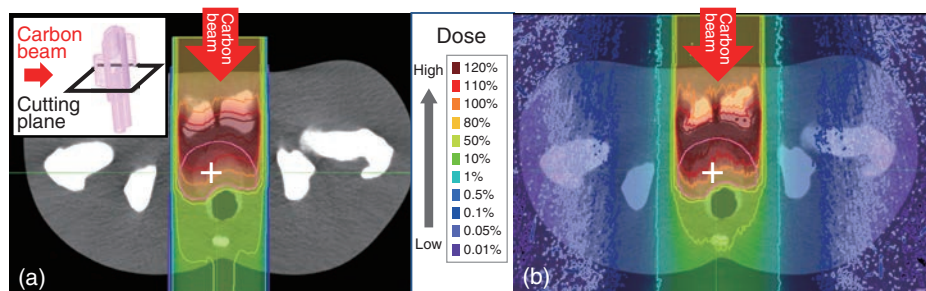 Carbon
beam
Cutting
plane
Carbon
beam
(a)
Dose
High
Low
120%
110%
100%
80%
50%
10%
1%
0.5%
0.1%
0.05%
0.01%
Carbon
beam
(b)